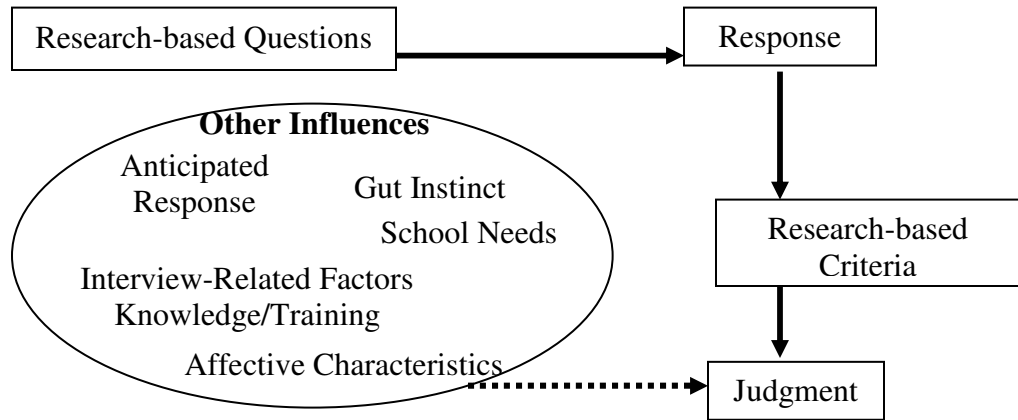 Research-based Questions
Response
Other Influences
Anticipated
Response
Gut Instinct
School Needs
Interview-Related Factors
Knowledge/Training
Affective Characteristics
Research-based
Criteria
Judgment